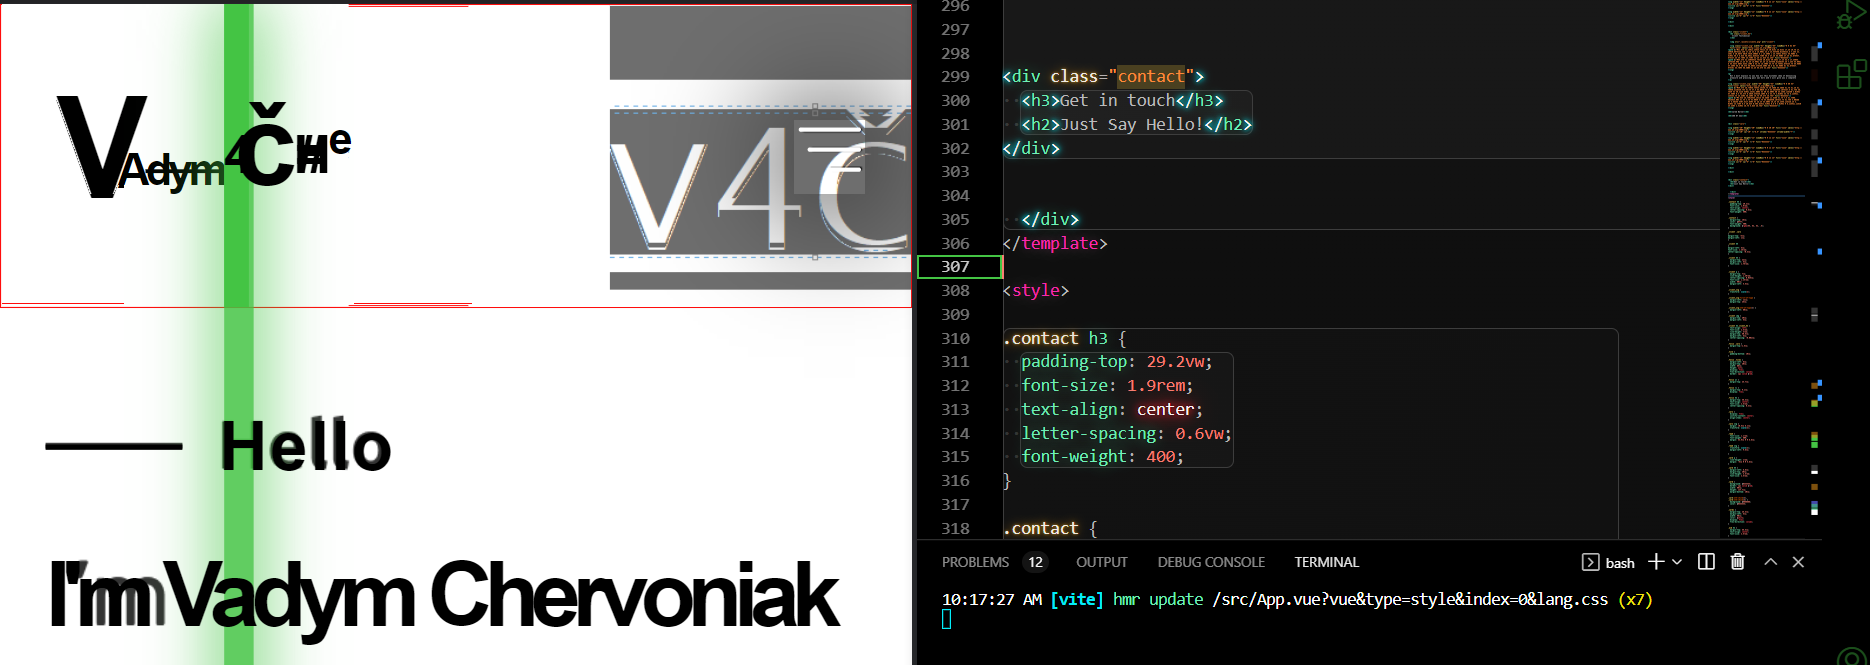 V Adym 4 Č # e
V4Č
Hello
I'm Vadym Chervoniak
296
297
298
299 <div class="contact">
300 <h3>Get in touch</h3>
301 <h2>Just Say Hello!</h2>
302 </div>
303
304
305 </div>
306 </template>
307
308 <style>
309
310 .contact h3 {
311 padding-top: 29.2vw;
312 font-size: 1.9rem;
313 text-align: center;
314 letter-spacing: 0.6vw;
315 font-weight: 400;
316 }
317
318 .contact {
PROBLEMS 12 OUTPUT DEBUG CONSOLE TERMINAL bash
10:17:27 AM [vite] hmr update /src/App.vue?vue&type=style&index=0&lang.css (x7)